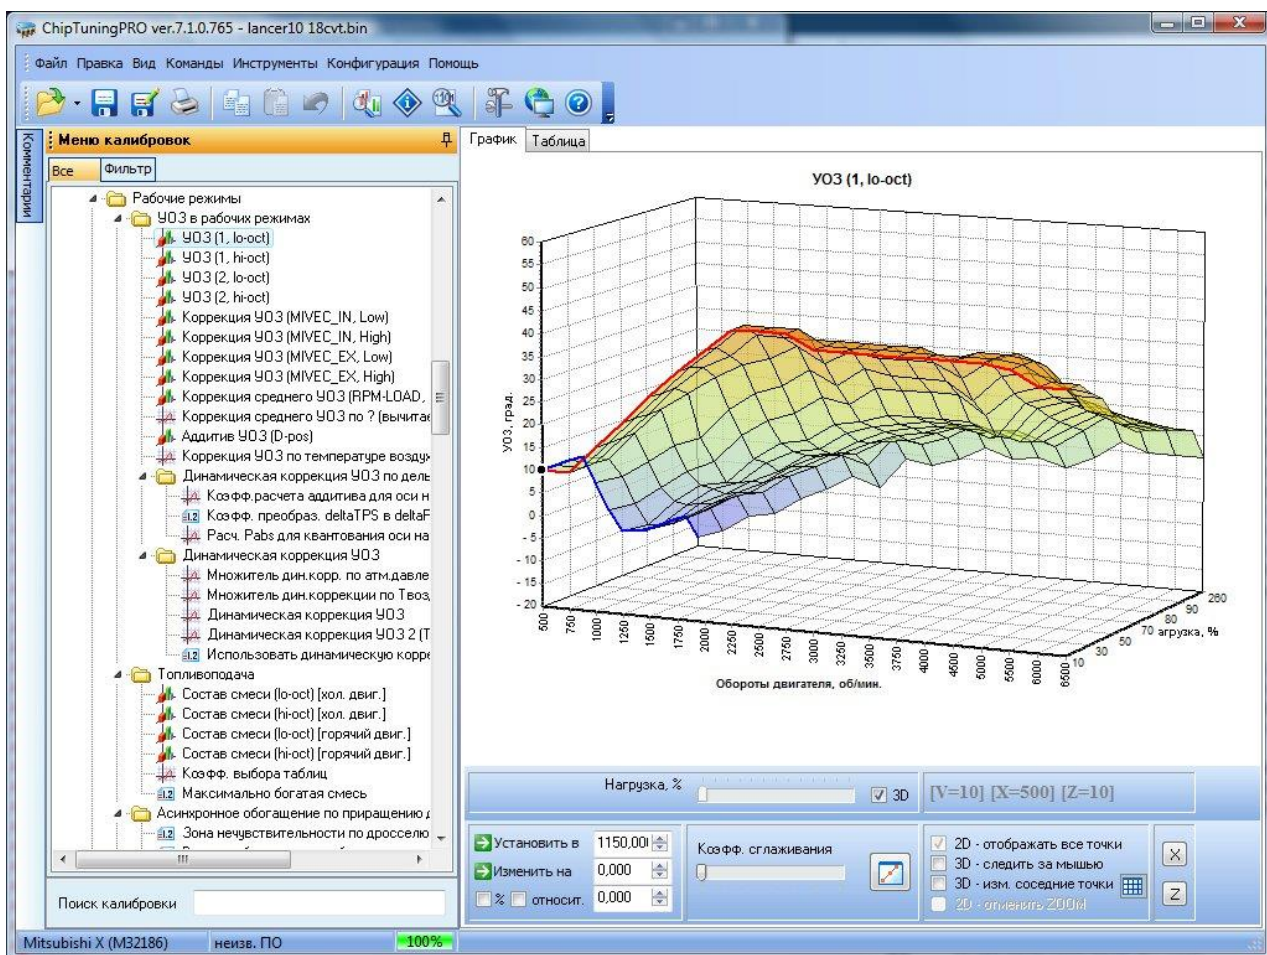 ChipTuningPRO ver.7.1.0.765 - lancer10 18cvt.bin
Файл Правка Вид Команды Инструменты Конфигурация Помощь
Комментарии
Меню калибровок
Все Фильтр
Рабочие режимы
УОЗ в рабочих режимах
УОЗ (1, lo-oct)
УОЗ (1, hi-oct)
УОЗ (2, lo-oct)
УОЗ (2, hi-oct)
Коррекция УОЗ (MIVEC_IN, Low)
Коррекция УОЗ (MIVEC_IN, High)
Коррекция УОЗ (MIVEC_EX, Low)
Коррекция УОЗ (MIVEC_EX, High)
Коррекция среднего УОЗ (RPM-LOAD,
Коррекция среднего УОЗ по ? (вычитае
Аддитив УОЗ (D-pos)
Коррекция УОЗ по температуре воздух
Динамическая коррекция УОЗ по дель
Коэфф.расчета аддитива для оси н
Коэфф. преобраз. deltaTPS в deltaF
Расч. Pabs для квантования оси на
Динамическая коррекция УОЗ
Множитель дин.корр. по атм.давле
Множитель дин.коррекции по Твоз,
Динамическая коррекция УОЗ
Динамическая коррекция УОЗ 2 (Т
Использовать динамическую корре
Топливоподача
Состав смеси (lo-oct) [хол. двиг.]
Состав смеси (hi-oct) [хол. двиг.]
Состав смеси (lo-oct) [горячий двиг.]
Состав смеси (hi-oct) [горячий двиг.]
Коэфф. выбора таблиц
Максимально богатая смесь
Асинхронное обогащение по приращению д
Зона нечувствительности по дросселю
Поиск калибровки
График Таблица
УОЗ (1, lo-oct)
УОЗ, град.
60
55
50
45
40
35
30
25
20
15
10
5
0
- 5
- 10
- 15
- 20
500 750 1000 1250 1500 1750 2000 2250 2500 2750 3000 3250 3500 3750 4000 4500 5000 5500 6000 6500
Обороты двигателя, об/мин.
10 30 50 70 80 90 260
агрузка, %
Нагрузка, %
3D
[V=10] [X=500] [Z=10]
Установить в 1150,00
Изменить на 0,000
% относит. 0,000
Коэфф. сглаживания
2D - отображать все точки
3D - следить за мышью
3D - изм. соседние точки
2D - отменить ZOOM
X
Z
Mitsubishi X (M32186) неизв. ПО 100%